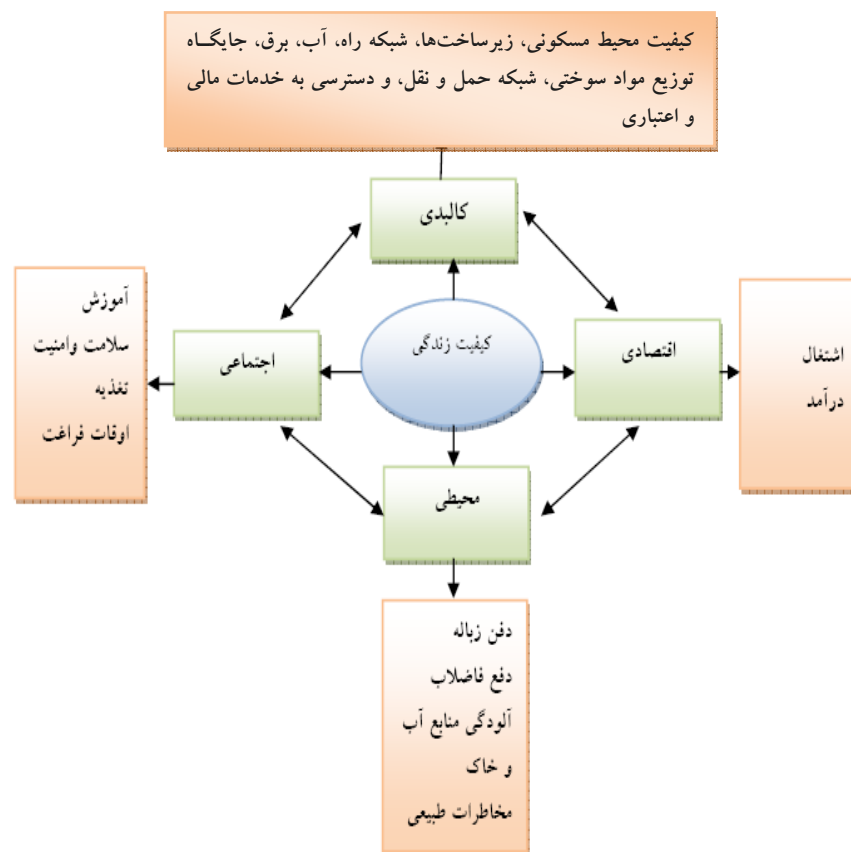 کیفیت محیط مسکونی، زیرساخت‌ها، شبکه راه، آب، برق، جایگـاه
توزیع مواد سوختی، شبکه حمل و نقل، و دسترسی به خدمات مالی
و اعتباری
کالبدی
آموزش
سلامت وامنیت
تغذیه
اوقات فراغت
اجتماعی
کیفیت زندگی
اقتصادی
اشتغال
درآمد
محیطی
دفن زباله
دفع فاضلاب
آلودگی منابع آب
و خاک
مخاطرات طبیعی